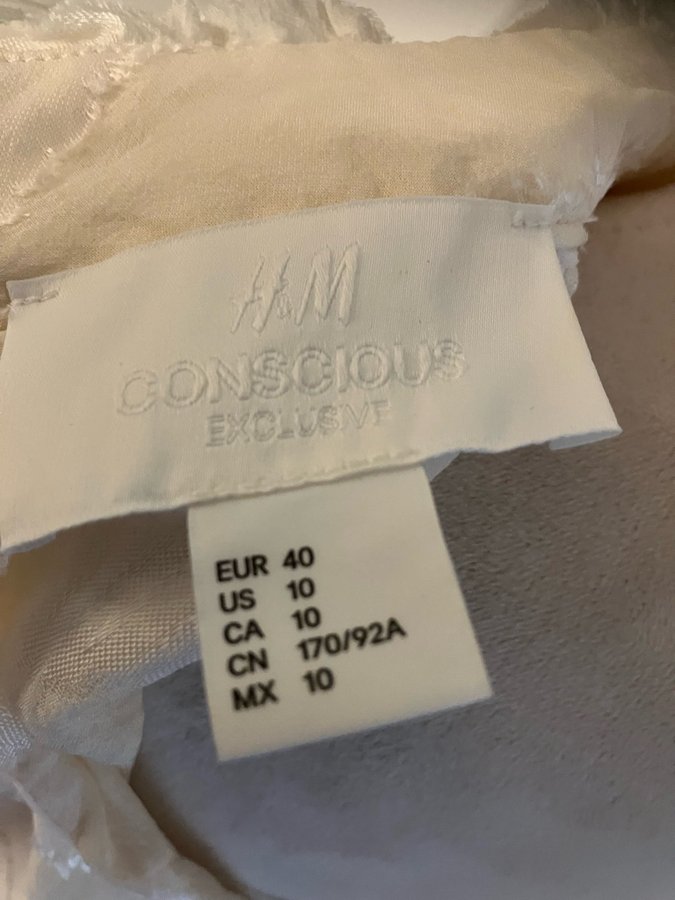 H&M
CONSCIOUS
EXCLUSIVE
EUR 40
US 10
CA 10
CN 170/92A
MX 10